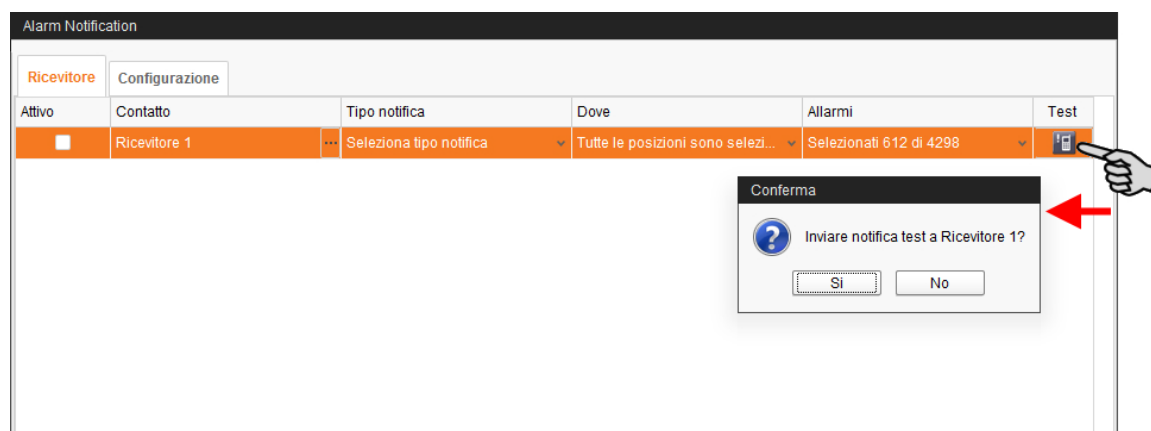 Alarm Notification
Ricevitore Configurazione
Attivo Contatto Tipo notifica Dove Allarmi Test
Ricevitore 1 ... Seleziona tipo notifica Tutte le posizioni sono selezi... Selezionati 612 di 4298
Conferma
Inviare notifica test a Ricevitore 1?
Si No